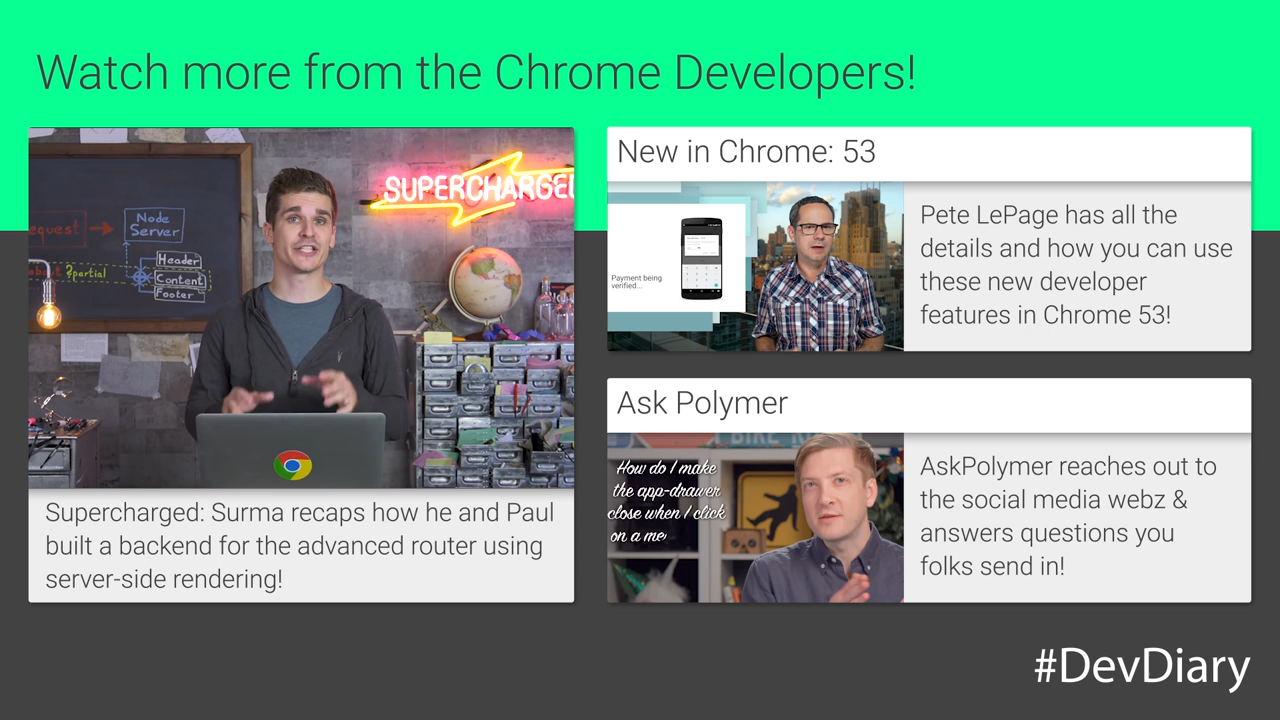 Watch more from the Chrome Developers!
SUPERCHARGE
Node
Server
equest
Header
?partial
Content
Footer
Supercharged: Surma recaps how he and Paul
built a backend for the advanced router using
server-side rendering!
New in Chrome: 53
Payment being
verified...
Pete LePage has all the
details and how you can use
these new developer
features in Chrome 53!
Ask Polymer
How do I make
the app-drawer
close when I click
on a me
AskPolymer reaches out to
the social media webz &
answers questions you
folks send in!
#DevDiary